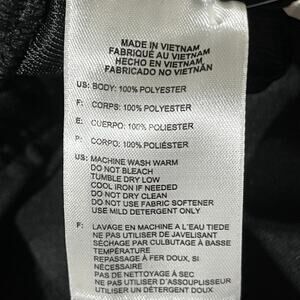 MADE IN VIETNAM
FABRIQUÉ AU VIETNAM
HECHO EN VIETNAM
FABRICADO NO VIETNÃN
US: BODY: 100% POLYESTER
F: CORPS: 100% POLYESTER
E: CUERPO: 100% POLIESTER
P: CORPO: 100% POLIÉSTER
US: MACHINE WASH WARM
DO NOT BLEACH
TUMBLE DRY LOW
COOL IRON IF NEEDED
DO NOT DRY CLEAN
DO NOT USE FABRIC SOFTENER
USE MILD DETERGENT ONLY
F: LAVAGE EN MACHINE A L'EAU TIEDE
NE PAS UTILISER DE JAVELISANT
SÉCHAGE PAR CULBUTAGE À BASSE
TEMPÉRATURE
REPASSAGE À FER DOUX, SI
NÉCESSAIRE
PAS DE NETTOYAGE À SEC
NE PAS UTILISER D'ASSOUPLISSEUR
UTILISER UN DÉTERGENT DOUX